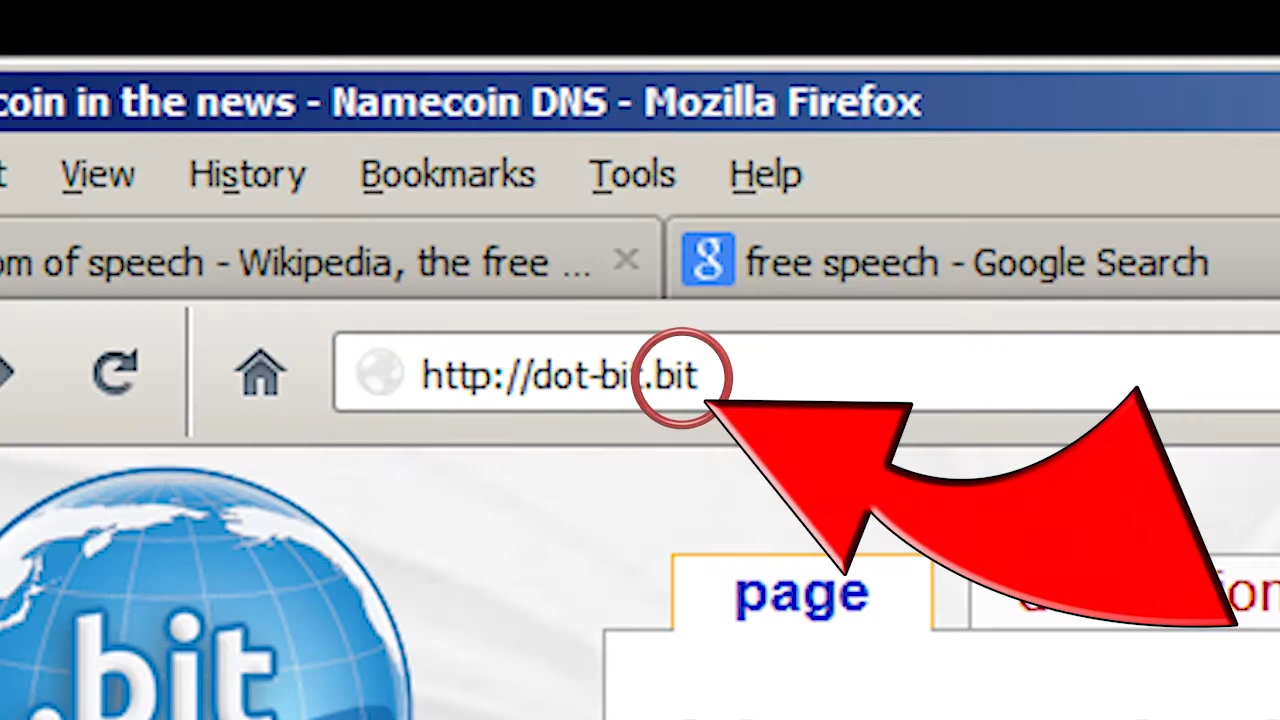 coin in the news - Namecoin DNS - Mozilla Firefox
View History Bookmarks Tools Help
om of speech - Wikipedia, the free ... free speech - Google Search
http://dot-bit.bit
page
.bit